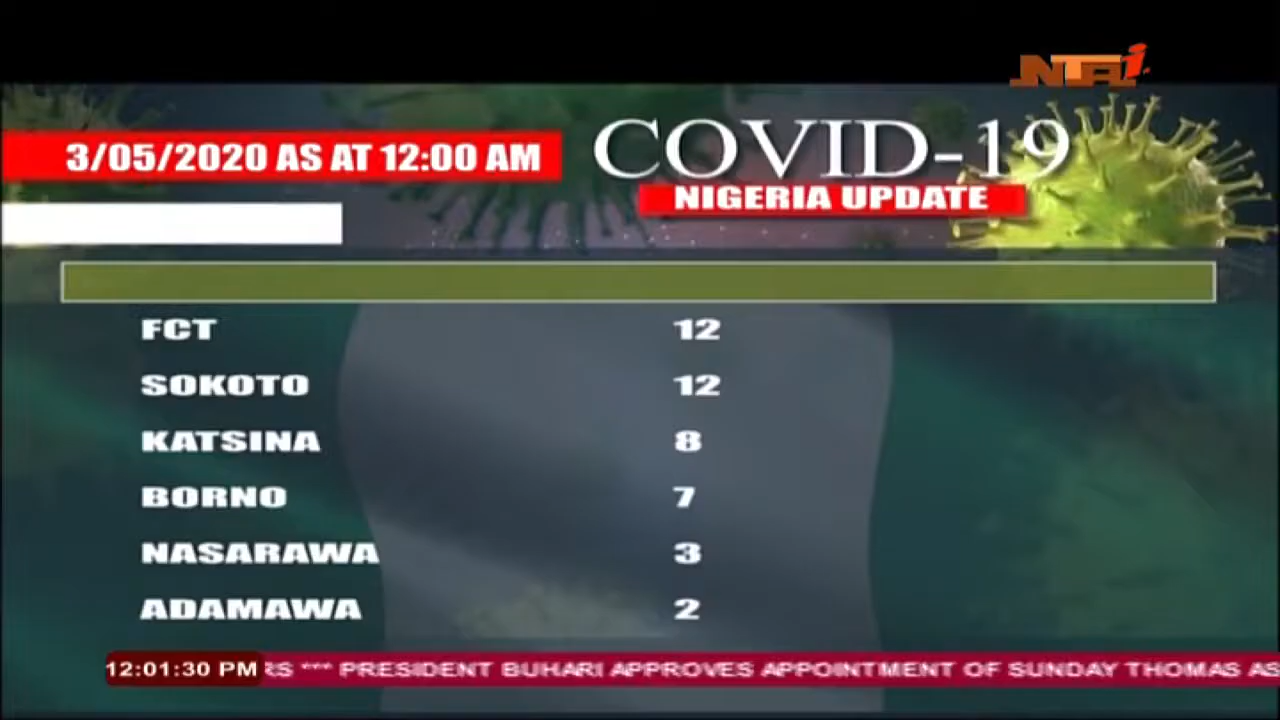 NTAi
3/05/2020 AS AT 12:00 AM
COVID-19
NIGERIA UPDATE
FCT 12
SOKOTO 12
KATSINA 8
BORNO 7
NASARAWA 3
ADAMAWA 2
12:01:30 PM RS *** PRESIDENT BUHARI APPROVES APPOINTMENT OF SUNDAY THOMAS AS